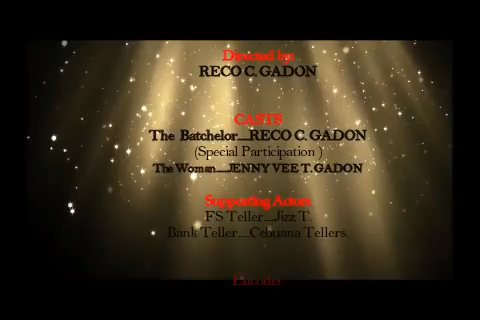 Directed by:
RECO C. GADON
CASTS
The Batchelor.....RECO C. GADON
(Special Participation )
The Woman.....JENNY VEE T. GADON
Supporting Actors
FS Teller.....Jizz T.
Bank Teller.....Cebuana Tellers.
Encoder